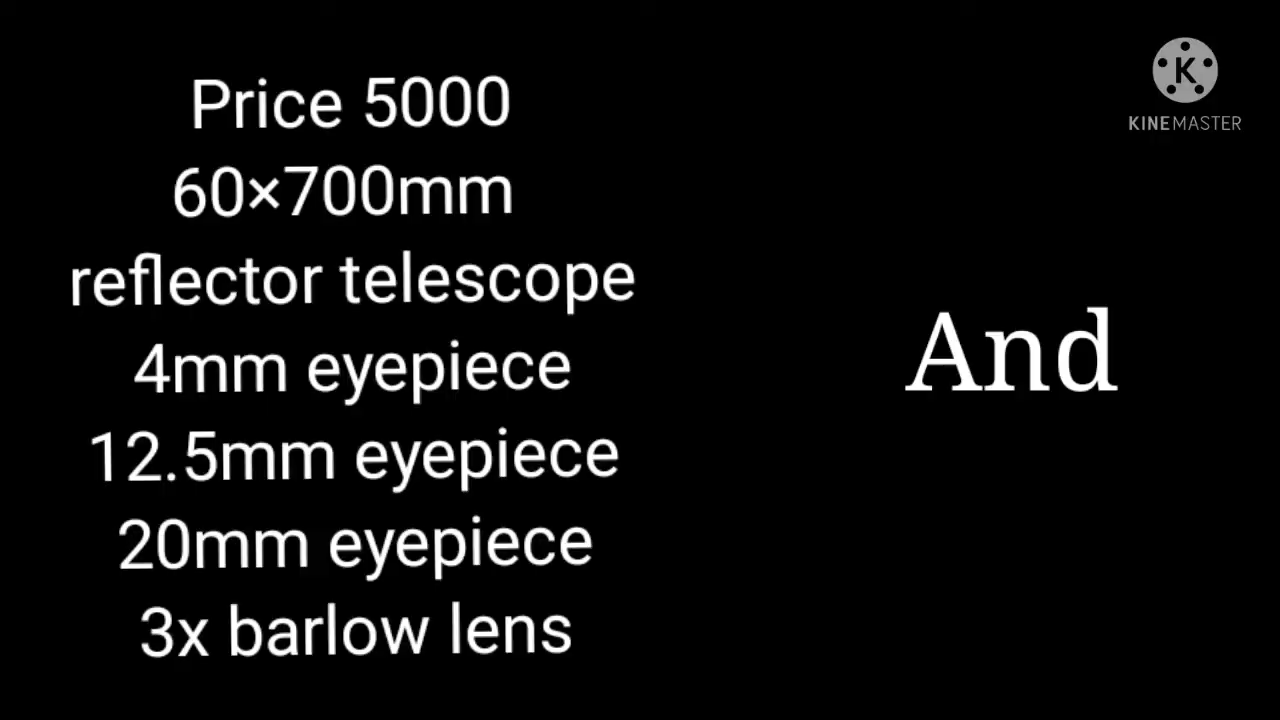 Price 5000
60×700mm
reflector telescope
4mm eyepiece
12.5mm eyepiece
20mm eyepiece
3x barlow lens
And
K
KINEMASTER